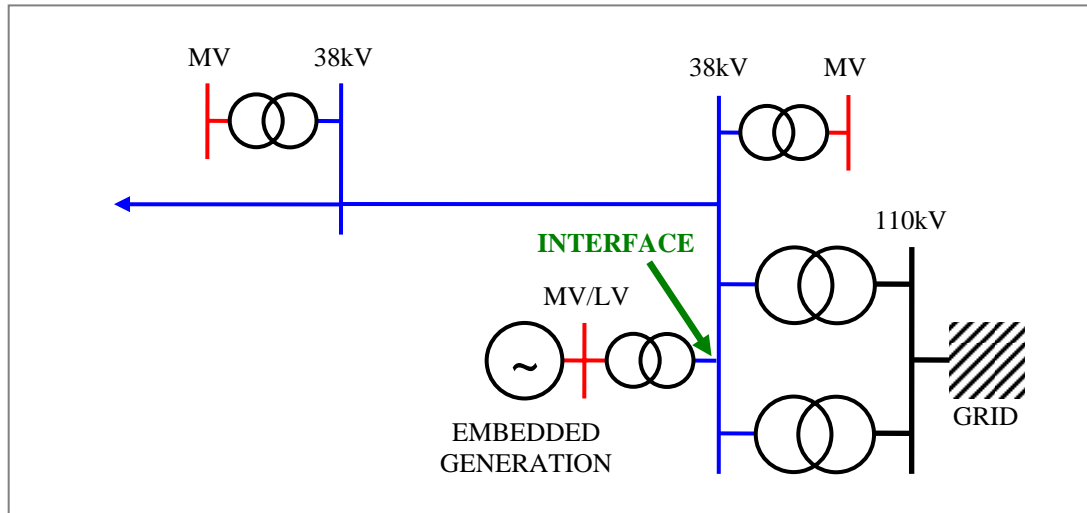 MV
38kV
38kV
MV
110kV
INTERFACE
MV/LV
~
EMBEDDED
GENERATION
GRID